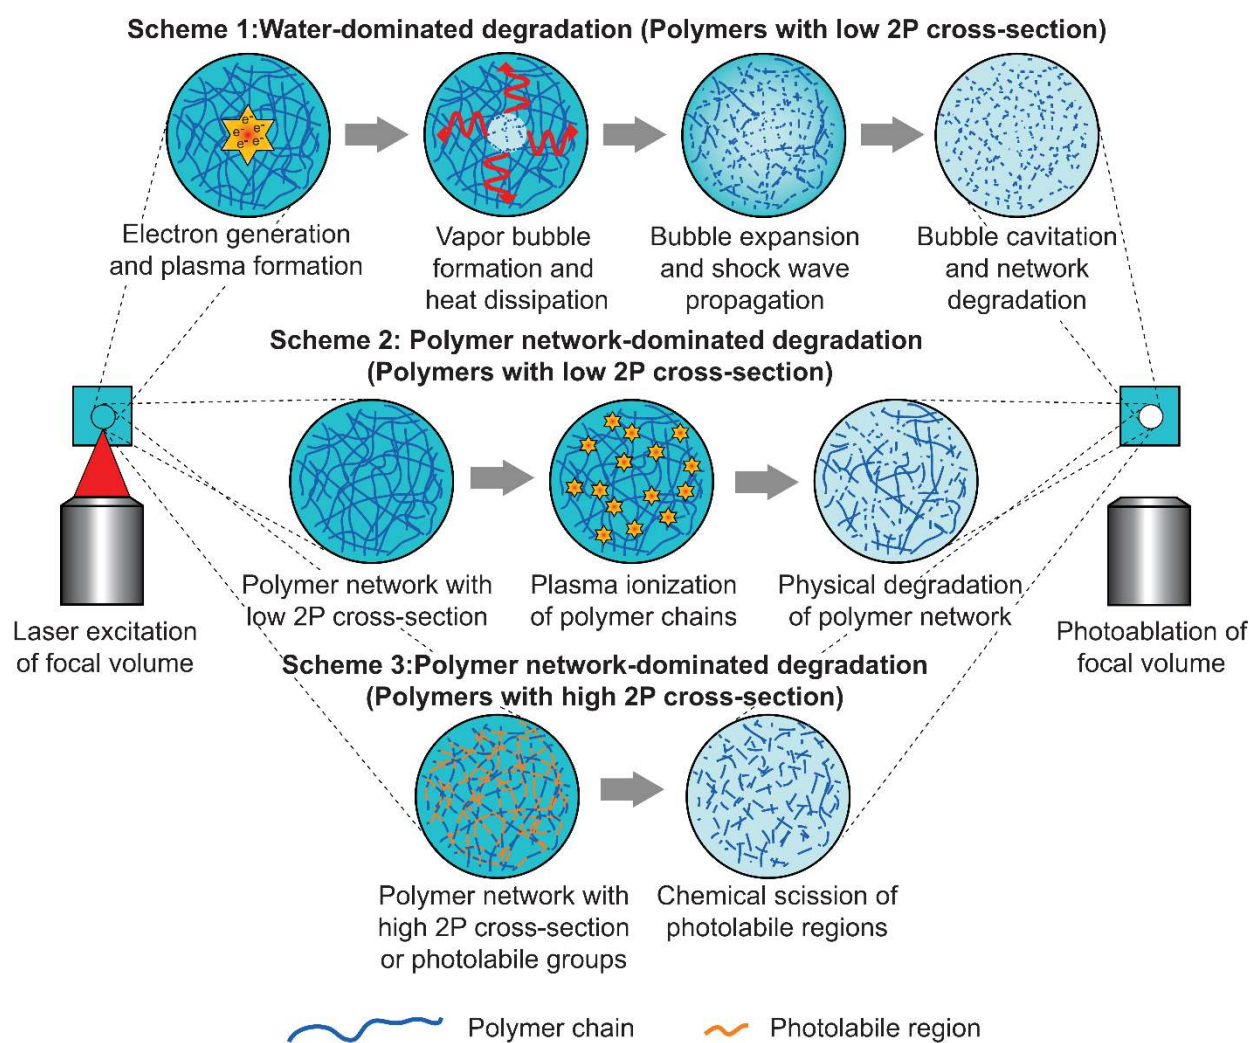 Scheme 1:Water-dominated degradation (Polymers with low 2P cross-section)
e⁻ e⁻
e⁻ e⁻
e⁻ e⁻
Electron generation
and plasma formation
Vapor bubble
formation and
heat dissipation
Bubble expansion
and shock wave
propagation
Bubble cavitation
and network
degradation
Scheme 2: Polymer network-dominated degradation
(Polymers with low 2P cross-section)
Laser excitation
of focal volume
Polymer network with
low 2P cross-section
Plasma ionization
of polymer chains
Physical degradation
of polymer network
Photoablation of
focal volume
Scheme 3:Polymer network-dominated degradation
(Polymers with high 2P cross-section)
Polymer network with
high 2P cross-section
or photolabile groups
Chemical scission of
photolabile regions
Polymer chain
Photolabile region